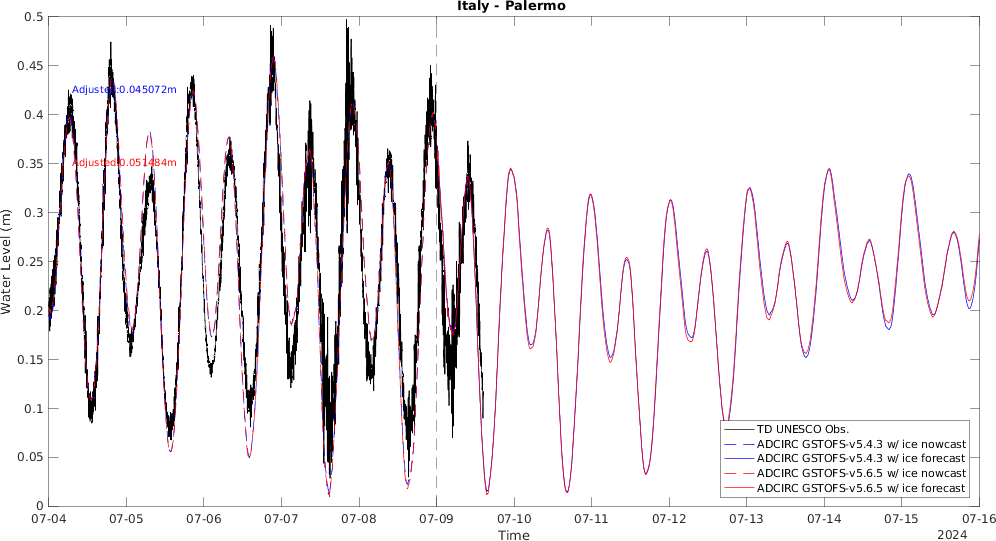 Italy - Palermo
0.5
0.45
0.4
0.35
0.3
0.25
0.2
0.15
0.1
0.05
0
Water Level (m)
Adjusted:0.045072m
Adjusted:0.051484m
TD UNESCO Obs.
ADCIRC GSTOFS-v5.4.3 w/ ice nowcast
ADCIRC GSTOFS-v5.4.3 w/ ice forecast
ADCIRC GSTOFS-v5.6.5 w/ ice nowcast
ADCIRC GSTOFS-v5.6.5 w/ ice forecast
07-04 07-05 07-06 07-07 07-08 07-09 07-10 07-11 07-12 07-13 07-14 07-15 07-16
Time
2024